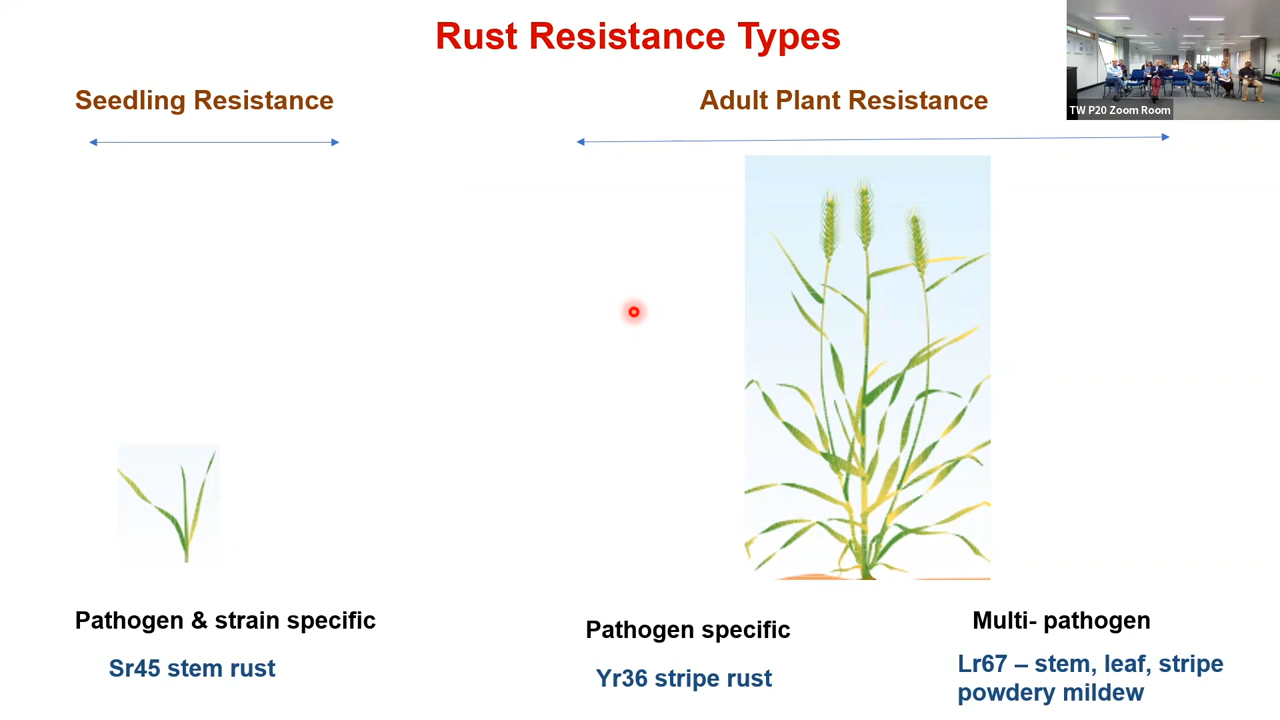 Rust Resistance Types
Seedling Resistance
Adult Plant Resistance
TW P20 Zoom Room
Pathogen & strain specific
Sr45 stem rust
Pathogen specific
Yr36 stripe rust
Multi- pathogen
Lr67 – stem, leaf, stripe
powdery mildew